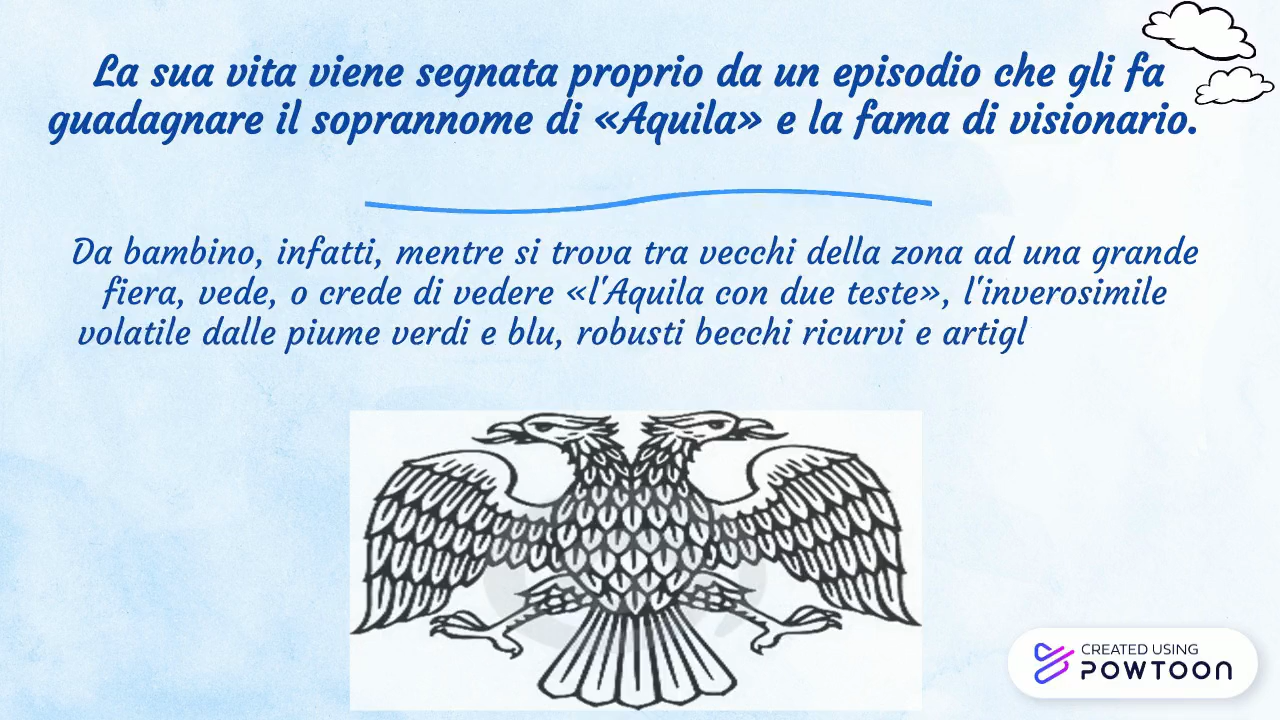 La sua vita viene segnata proprio da un episodio che gli fa
guadagnare il soprannome di «Aquila» e la fama di visionario.
Da bambino, infatti, mentre si trova tra vecchi della zona ad una grande
fiera, vede, o crede di vedere «l'Aquila con due teste», l'inverosimile
volatile dalle piume verdi e blu, robusti becchi ricurvi e artigl
CREATED USING
POWTOON